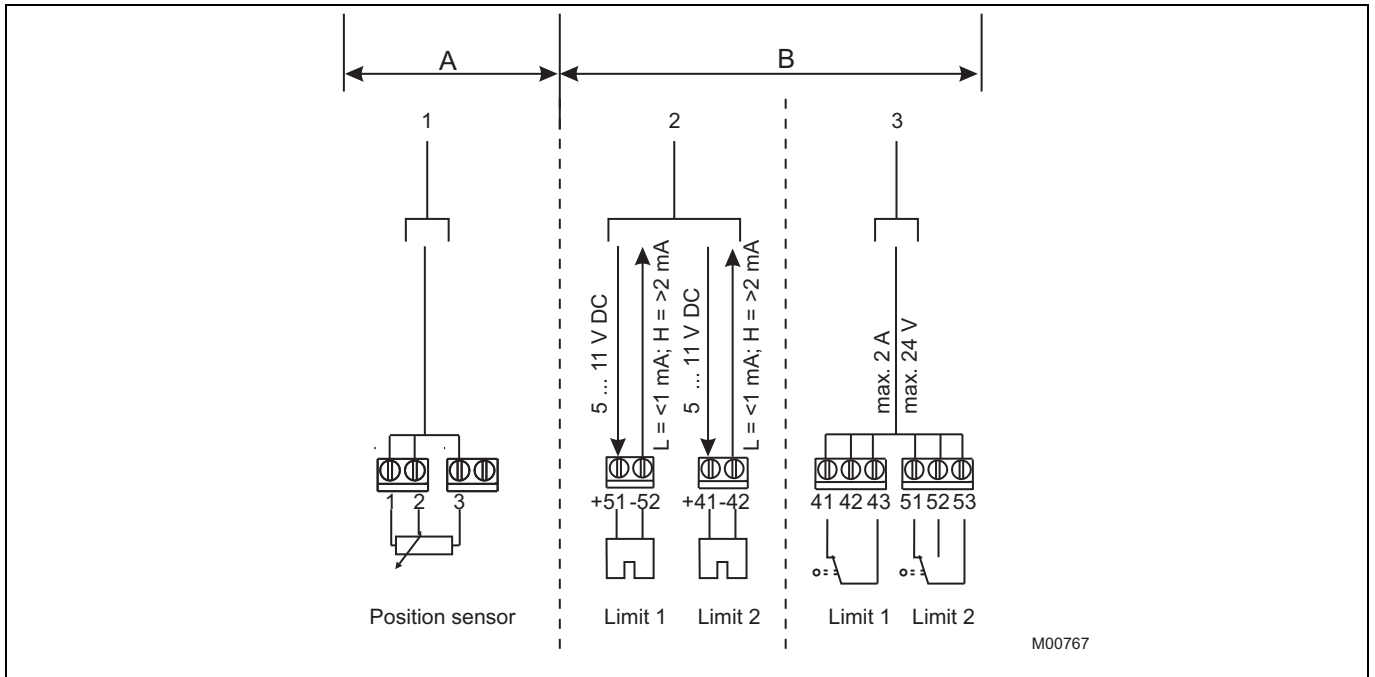 A
B
1
2
3
5 ... 11 V DC
L = <1 mA; H = >2 mA
5 ... 11 V DC
L = <1 mA; H = >2 mA
max. 2 A
max. 24 V
1 2 3
+51-52
+41-42
41 42 43
51 52 53
Position sensor
Limit 1
Limit 2
Limit 1
Limit 2
M00767